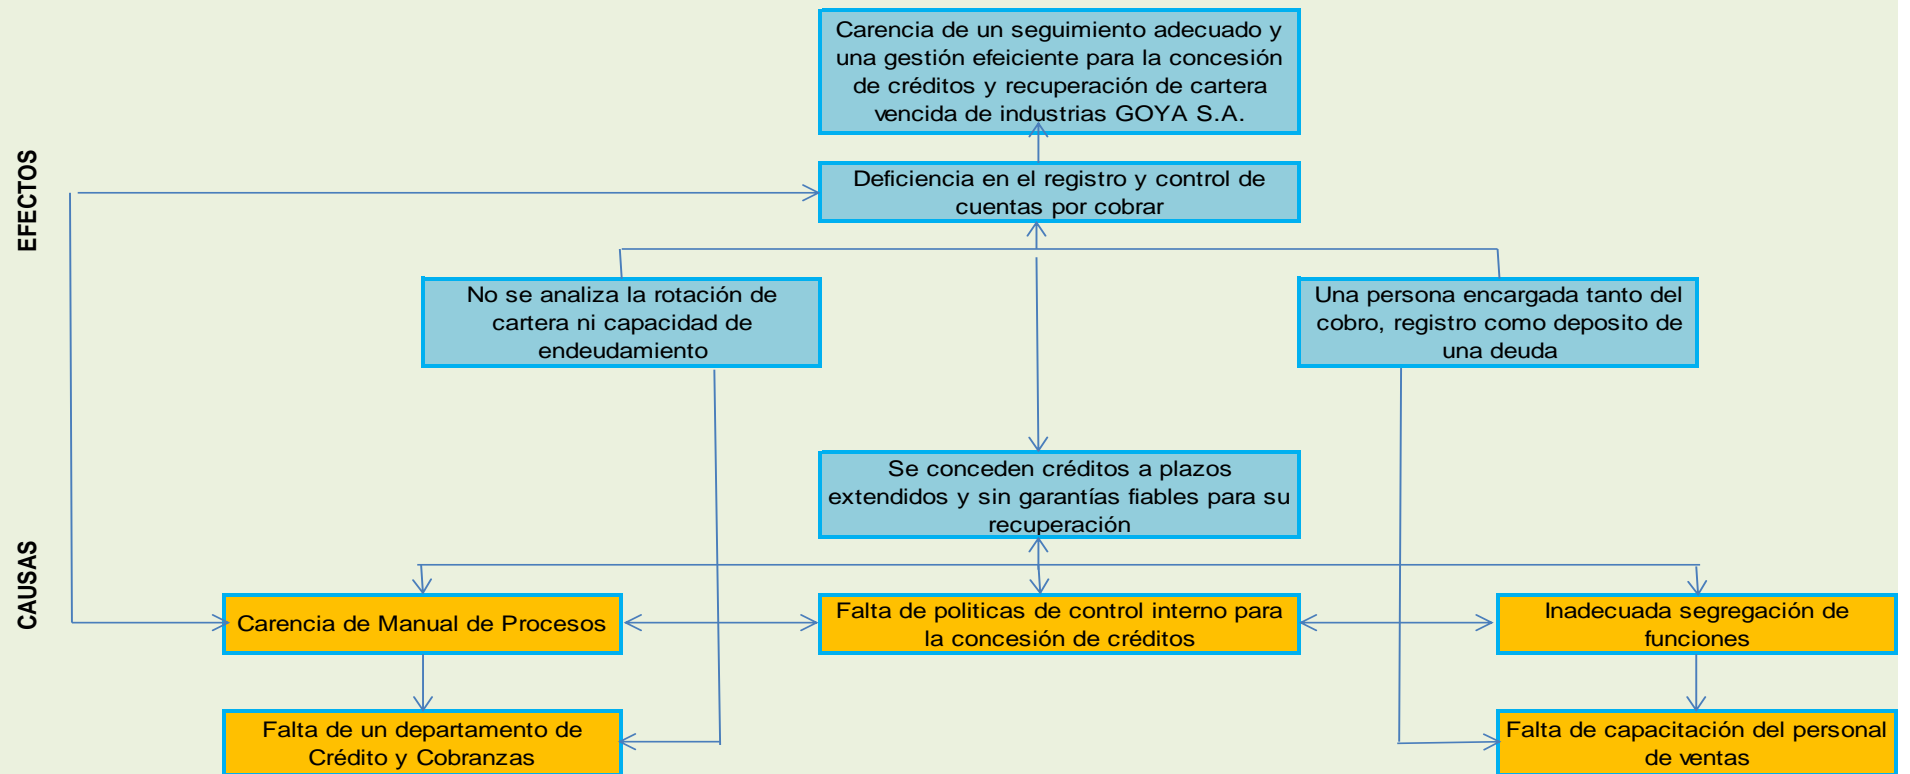 Carencia de un seguimiento adecuado y
una gestión efeiciente para la concesión
de créditos y recuperación de cartera
vencida de industrias GOYA S.A.
EFECTOS
Deficiencia en el registro y control de
cuentas por cobrar
No se analiza la rotación de
cartera ni capacidad de
endeudamiento
Una persona encargada tanto del
cobro, registro como deposito de
una deuda
Se conceden créditos a plazos
extendidos y sin garantías fiables para su
recuperación
CAUSAS
Carencia de Manual de Procesos
Falta de politicas de control interno para
la concesión de créditos
Inadecuada segregación de
funciones
Falta de un departamento de
Crédito y Cobranzas
Falta de capacitación del personal
de ventas